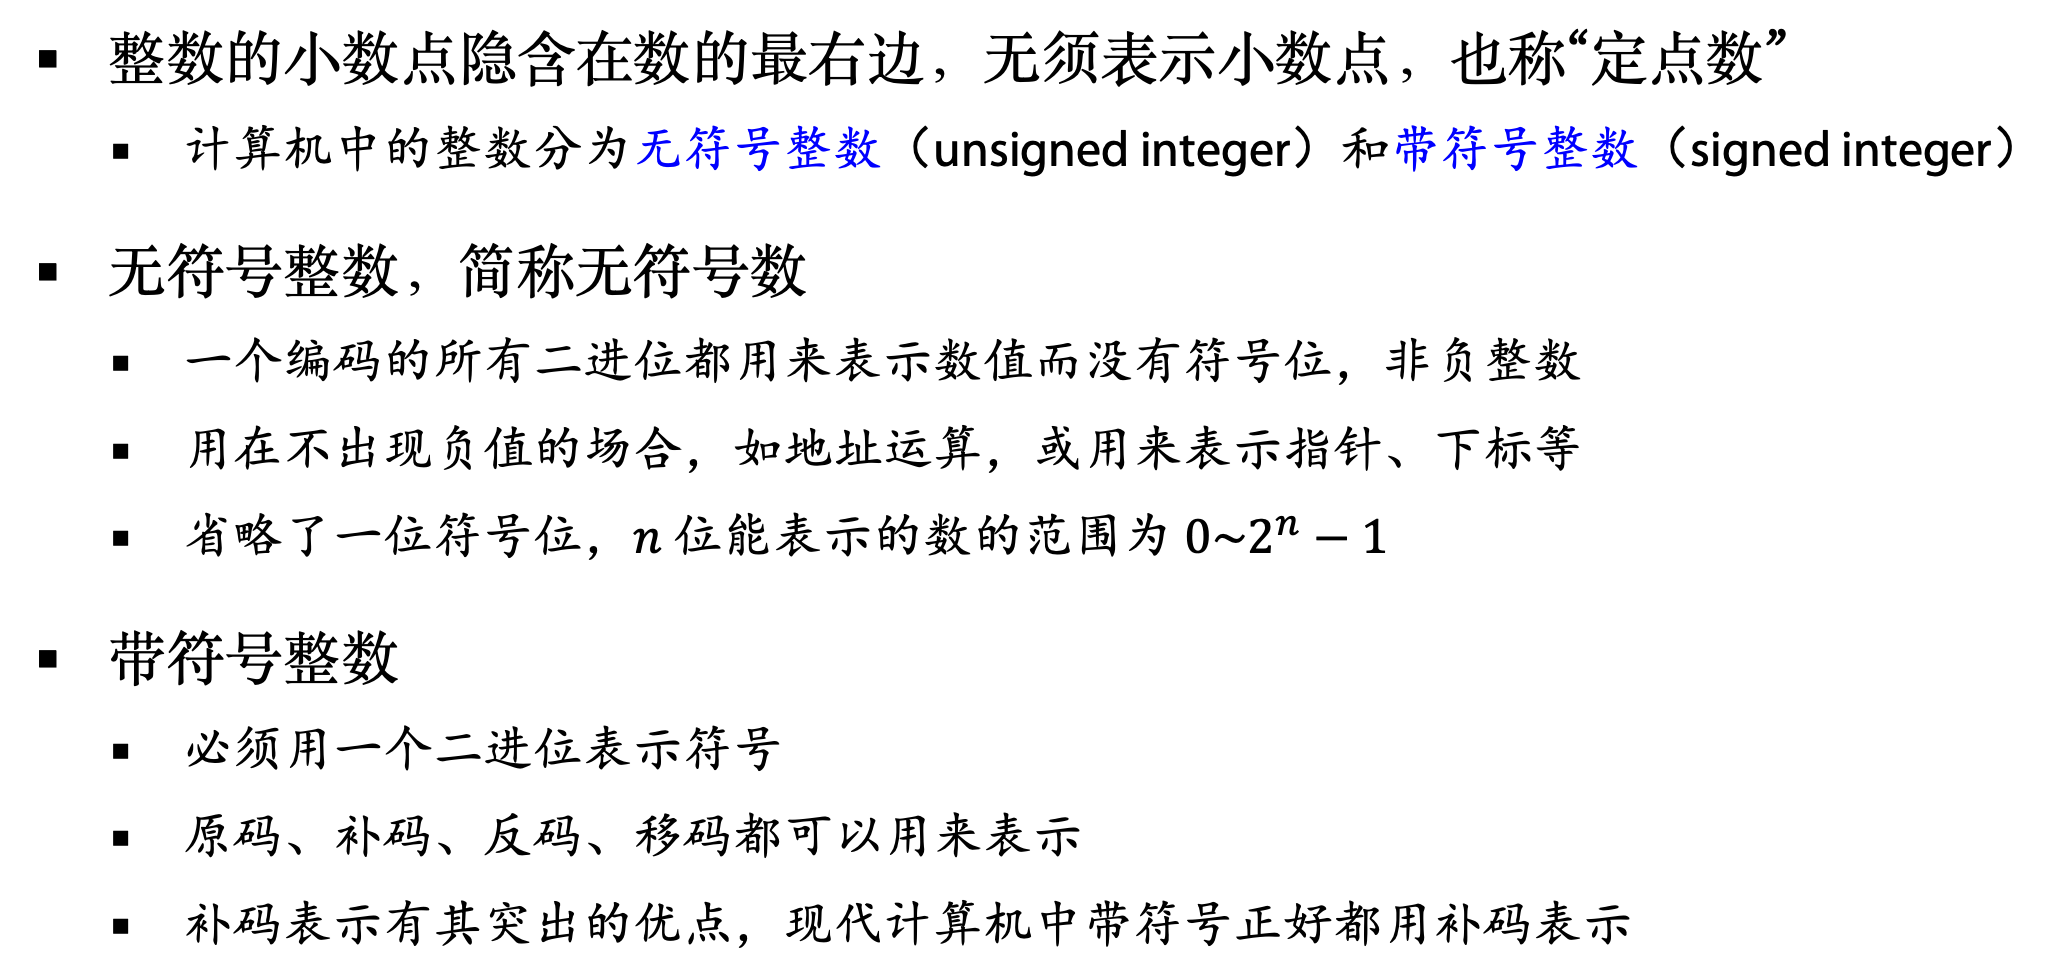 ▪ 整数的小数点隐含在数的最右边，无须表示小数点，也称“定点数”
▪ 计算机中的整数分为无符号整数（unsigned integer）和带符号整数（signed integer）
▪ 无符号整数，简称无符号数
▪ 一个编码的所有二进位都用来表示数值而没有符号位，非负整数
▪ 用在不出现负值的场合，如地址运算，或用来表示指针、下标等
▪ 省略了一位符号位，n 位能表示的数的范围为 0~2ⁿ − 1
▪ 带符号整数
▪ 必须用一个二进位表示符号
▪ 原码、补码、反码、移码都可以用来表示
▪ 补码表示有其突出的优点，现代计算机中带符号正好都用补码表示